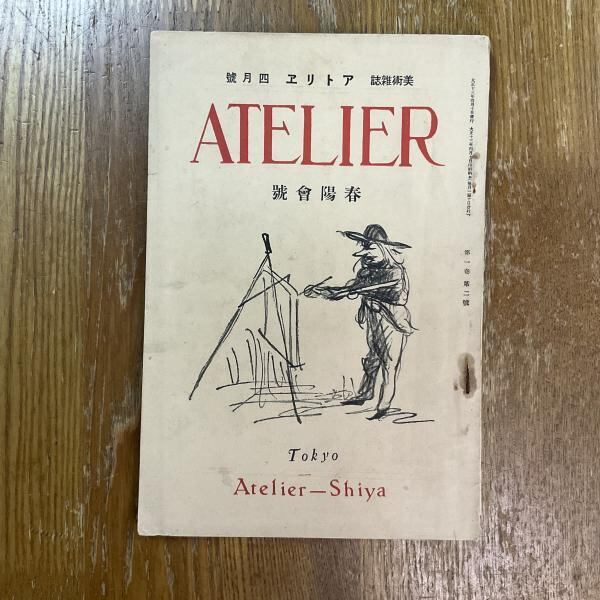 美術雜誌 アトリヱ 四月號
ATELIER
春陽會號
Tokyo
Atelier—Shiya
第一卷第二號